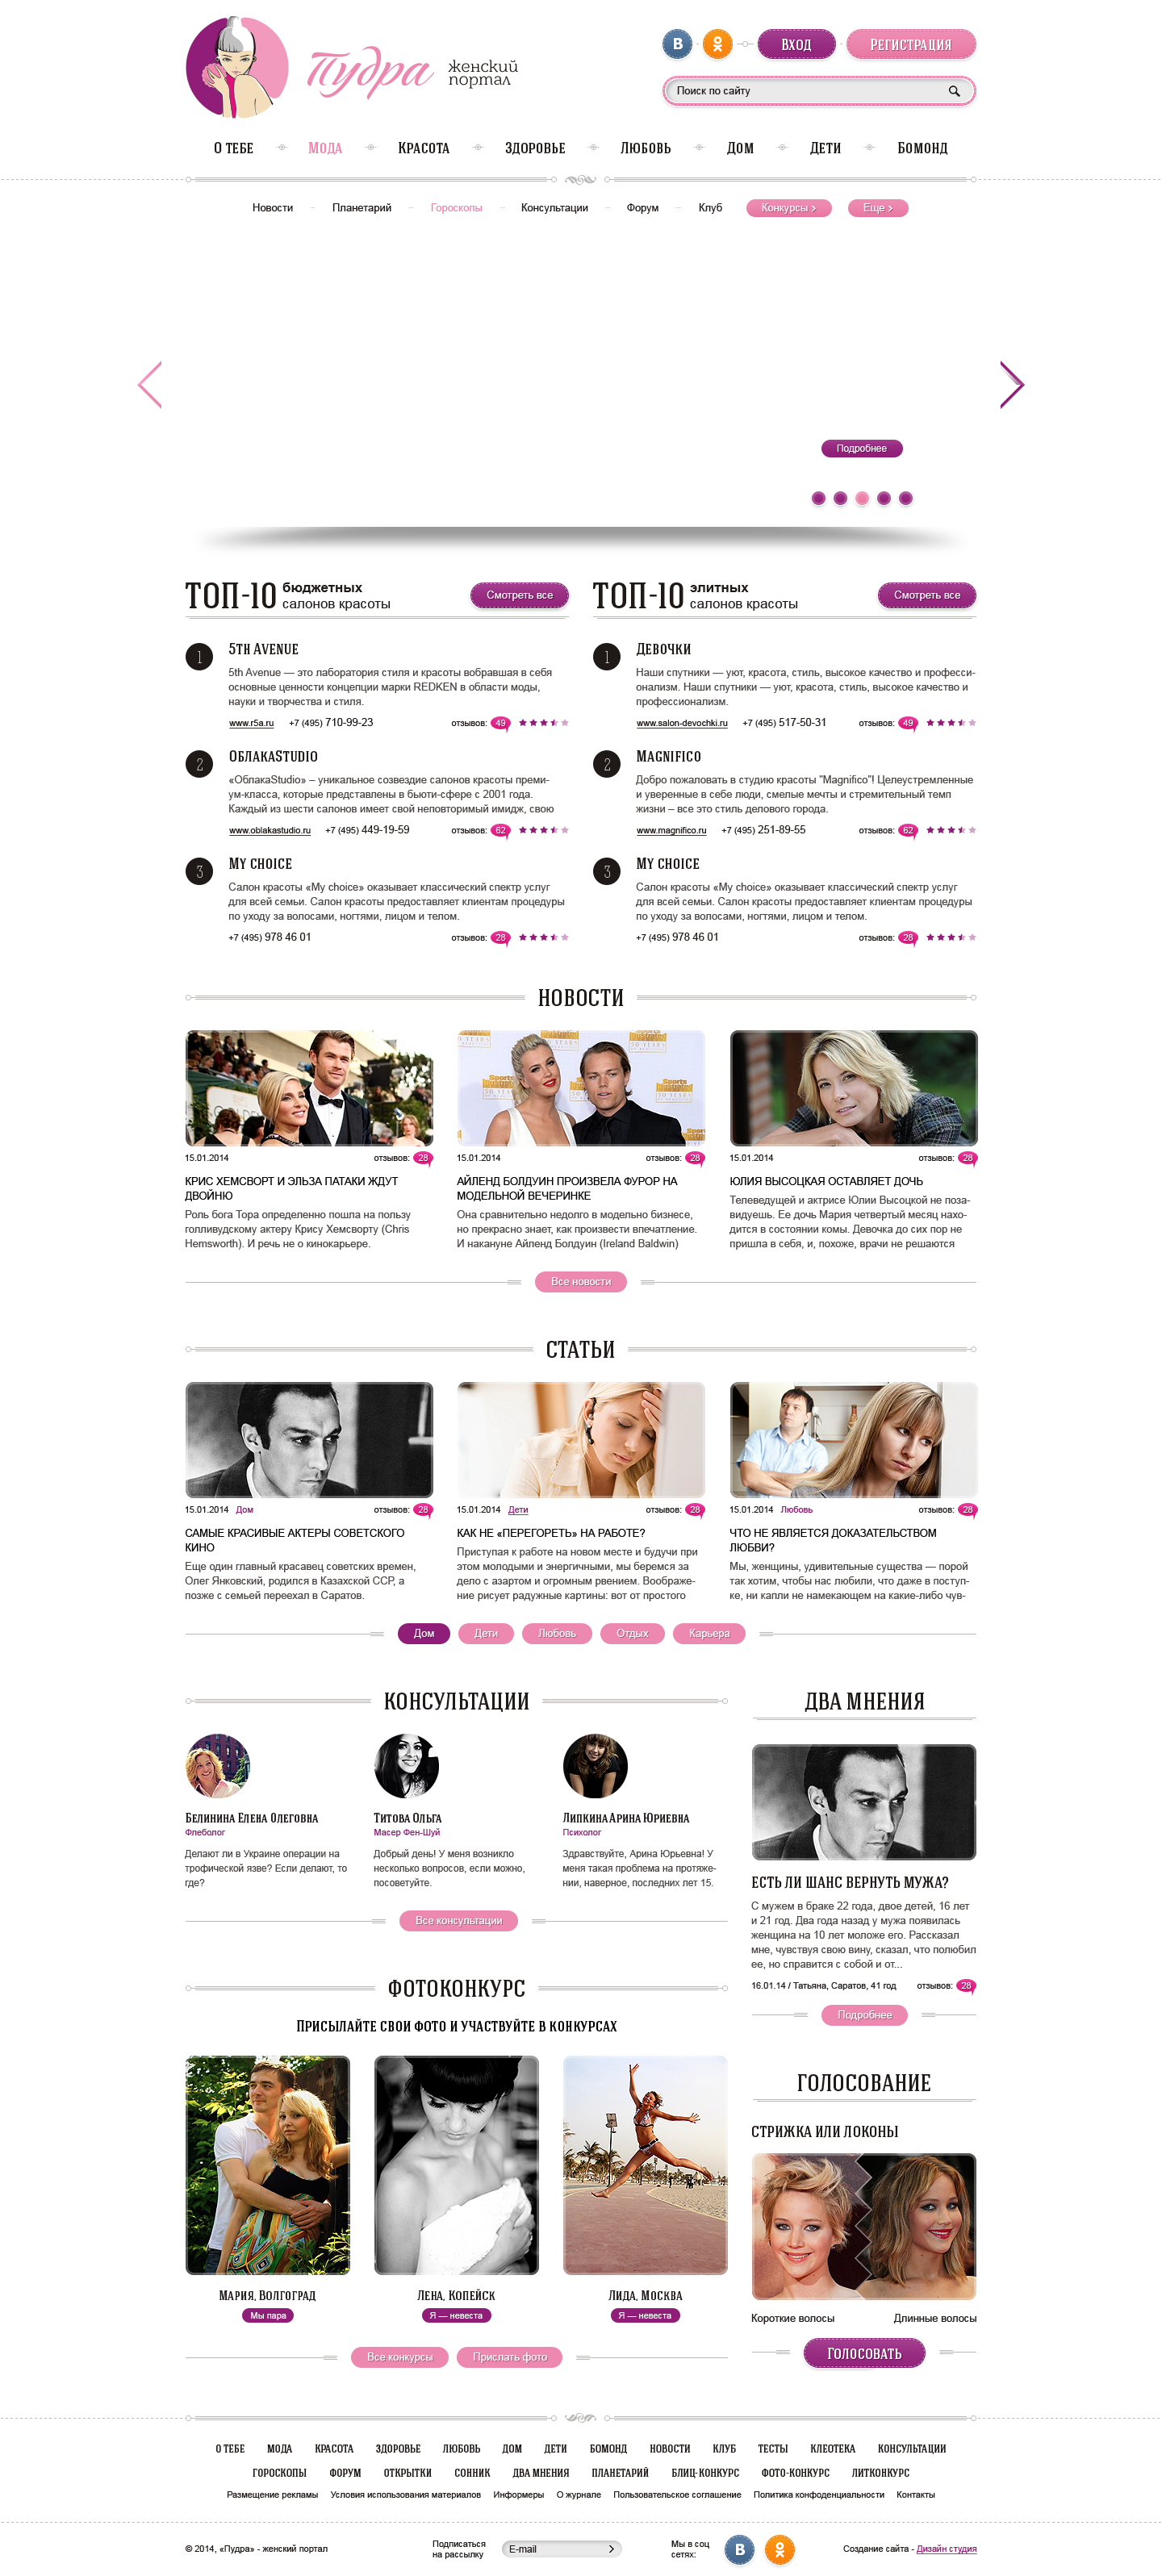 Пудра
женский
портал
В
Вход
Регистрация
Поиск по сайту
О тебе Мода Красота Здоровье Любовь Дом Дети Бомонд
Новости Планетарий Гороскопы Консультации Форум Клуб Конкурсы Еще
Подробнее
ТОП-10 бюджетных
салонов красоты
Смотреть все
1
5th Avenue
5th Avenue — это лаборатория стиля и красоты вобравшая в себя
основные ценности концепции марки REDKEN в области моды,
науки и творчества и стиля.
www.r5a.ru +7 (495) 710-99-23 отзывов: 49
2
ОблакаStudio
«ОблакаStudio» – уникальное созвездие салонов красоты преми-
ум-класса, которые представлены в бьюти-сфере с 2001 года.
Каждый из шести салонов имеет свой неповторимый имидж, свою
www.oblakastudio.ru +7 (495) 449-19-59 отзывов: 62
3
My choice
Салон красоты «My choice» оказывает классический спектр услуг
для всей семьи. Салон красоты предоставляет клиентам процедуры
по уходу за волосами, ногтями, лицом и телом.
+7 (495) 978 46 01 отзывов: 28
ТОП-10 элитных
салонов красоты
Смотреть все
1
Девочки
Наши спутники — уют, красота, стиль, высокое качество и професси-
онализм. Наши спутники — уют, красота, стиль, высокое качество и
профессионализм.
www.salon-devochki.ru +7 (495) 517-50-31 отзывов: 49
2
Magnifico
Добро пожаловать в студию красоты "Magnifico"! Целеустремленные
и уверенные в себе люди, смелые мечты и стремительный темп
жизни – все это стиль делового города.
www.magnifico.ru +7 (495) 251-89-55 отзывов: 62
3
My choice
Салон красоты «My choice» оказывает классический спектр услуг
для всей семьи. Салон красоты предоставляет клиентам процедуры
по уходу за волосами, ногтями, лицом и телом.
+7 (495) 978 46 01 отзывов: 28
НОВОСТИ
15.01.2014 отзывов: 28
КРИС ХЕМСВОРТ И ЭЛЬЗА ПАТАКИ ЖДУТ
ДВОЙНЮ
Роль бога Тора определенно пошла на пользу
голливудскому актеру Крису Хемсворту (Chris
Hemsworth). И речь не о кинокарьере.
Sports
Illustrated
50 YEARS
15.01.2014 отзывов: 28
АЙЛЕНД БОЛДУИН ПРОИЗВЕЛА ФУРОР НА
МОДЕЛЬНОЙ ВЕЧЕРИНКЕ
Она сравнительно недолго в модельно бизнесе,
но прекрасно знает, как произвести впечатление.
И накануне Айленд Болдуин (Ireland Baldwin)
15.01.2014 отзывов: 28
ЮЛИЯ ВЫСОЦКАЯ ОСТАВЛЯЕТ ДОЧЬ
Телеведущей и актрисе Юлии Высоцкой не поза-
видуешь. Ее дочь Мария четвертый месяц нахо-
дится в состоянии комы. Девочка до сих пор не
пришла в себя, и, похоже, врачи не решаются
Все новости
СТАТЬИ
15.01.2014 Дом отзывов: 28
САМЫЕ КРАСИВЫЕ АКТЕРЫ СОВЕТСКОГО
КИНО
Еще один главный красавец советских времен,
Олег Янковский, родился в Казахской ССР, а
позже с семьей переехал в Саратов.
15.01.2014 Дети отзывов: 28
КАК НЕ «ПЕРЕГОРЕТЬ» НА РАБОТЕ?
Приступая к работе на новом месте и будучи при
этом молодыми и энергичными, мы беремся за
дело с азартом и огромным рвением. Воображе-
ние рисует радужные картины: вот от простого
15.01.2014 Любовь отзывов: 28
ЧТО НЕ ЯВЛЯЕТСЯ ДОКАЗАТЕЛЬСТВОМ
ЛЮБВИ?
Мы, женщины, удивительные существа — порой
так хотим, чтобы нас любили, что даже в поступ-
ке, ни капли не намекающем на какие-либо чув-
Дом Дети Любовь Отдых Карьера
КОНСУЛЬТАЦИИ
Белинина Елена Олеговна
Флеболог
Делают ли в Украине операции на
трофической язве? Если делают, то
где?
Титова Ольга
Масер Фен-Шуй
Добрый день! У меня возникло
несколько вопросов, если можно,
посоветуйте.
Липкина Арина Юриевна
Психолог
Здравствуйте, Арина Юрьевна! У
меня такая проблема на протяже-
нии, наверное, последних лет 15.
Все консультации
ДВА МНЕНИЯ
ЕСТЬ ЛИ ШАНС ВЕРНУТЬ МУЖА?
С мужем в браке 22 года, двое детей, 16 лет
и 21 год. Два года назад у мужа появилась
женщина на 10 лет моложе его. Рассказал
мне, чувствуя свою вину, сказал, что полюбил
ее, но справится с собой и от...
16.01.14 / Татьяна, Саратов, 41 год отзывов: 28
Подробнее
ФОТОКОНКУРС
Присылайте свои фото и участвуйте в конкурсах
Мария, Волгоград
Мы пара
Лена, Копейск
Я — невеста
Лида, Москва
Я — невеста
Все конкурсы Прислать фото
ГОЛОСОВАНИЕ
СТРИЖКА ИЛИ ЛОКОНЫ
Короткие волосы Длинные волосы
Голосовать
О ТЕБЕ МОДА КРАСОТА ЗДОРОВЬЕ ЛЮБОВЬ ДОМ ДЕТИ БОМОНД НОВОСТИ КЛУБ ТЕСТЫ КЛЕОТЕКА КОНСУЛЬТАЦИИ
ГОРОСКОПЫ ФОРУМ ОТКРЫТКИ СОННИК ДВА МНЕНИЯ ПЛАНЕТАРИЙ БЛИЦ-КОНКУРС ФОТО-КОНКУРС ЛИТКОНКУРС
Размещение рекламы Условия использования материалов Информеры О журнале Пользовательское соглашение Политика конфоденциальности Контакты
© 2014, «Пудра» - женский портал
Подписаться
на рассылку
E-mail
Мы в соц
сетях:
В
Создание сайта - Дизайн студия